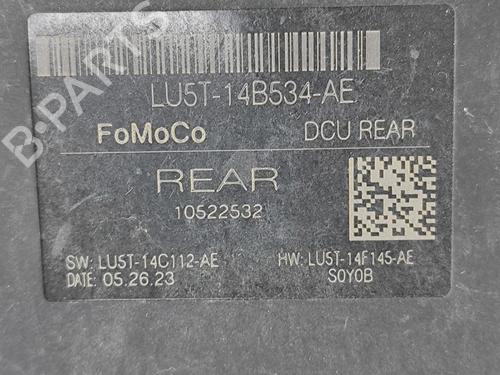 LU5T-14B534-AE
FoMoCo DCU REAR
REAR
10522532
SW: LU5T-14C112-AE HW: LU5T-14F145-AE
DATE: 05.26.23 S0Y0B
B-PARTS
B-PARTS